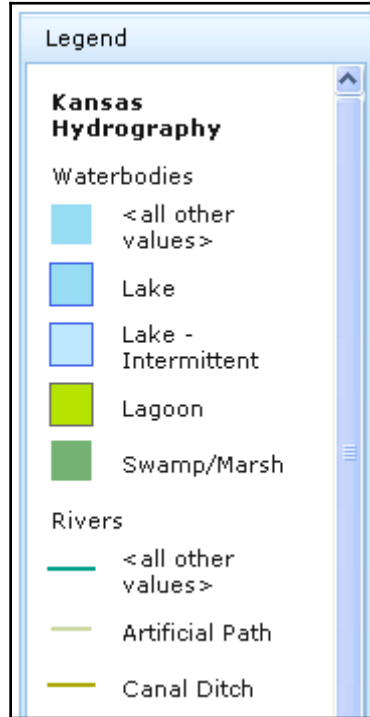 Legend
Kansas
Hydrography
Waterbodies
<all other
values>
Lake
Lake -
Intermittent
Lagoon
Swamp/Marsh
Rivers
<all other
values>
Artificial Path
Canal Ditch